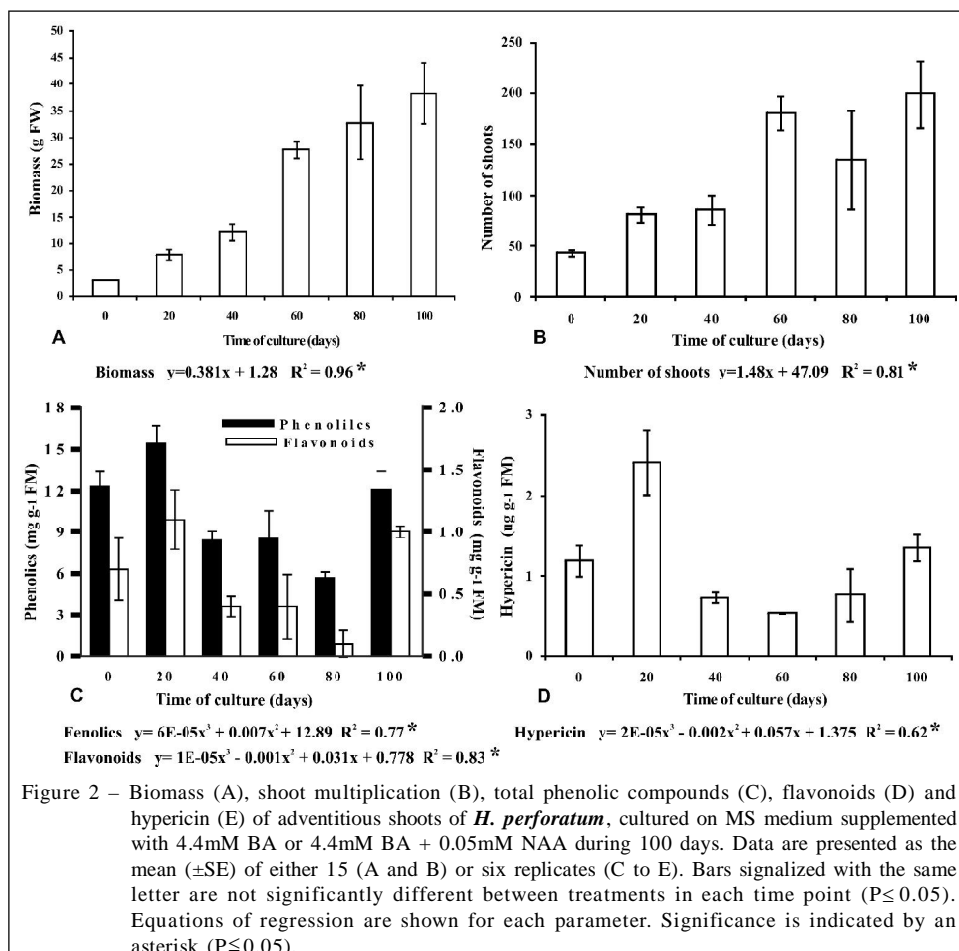 50
45
40
35
30
25
20
15
10
5
0
Biomass (g FW)
0 20 40 60 80 100
A
Time of culture (days)
Biomass y=0.381x + 1.28 R² = 0.96 *
250
200
150
100
50
0
Number of shoots
0 20 40 60 80 100
Time of culture (days)
B
Number of shoots y=1.48x + 47.09 R² = 0.81 *
18
15
12
9
6
3
0
Phenolics (mg g-1 FM)
Phenolilcs
Flavonoids
2.0
1.5
1.0
0.5
0.0
Flavonoids (mg g-1 FM)
0 20 40 60 80 100
C
Time of culture (days)
Fenolics y= 6E-05x³ + 0.007x² + 12.89 R² = 0.77 *
Flavonoids y= 1E-05x³ - 0.001x² + 0.031x + 0.778 R² = 0.83 *
3
2
1
0
Hypericin (ug g-1 FM)
0 20 40 60 80 100
D
Time of culture (days)
Hypericin y= 2E-05x³ - 0.002x² + 0.057x + 1.375 R² = 0.62 *
Figure 2 – Biomass (A), shoot multiplication (B), total phenolic compounds (C), flavonoids (D) and
hypericin (E) of adventitious shoots of H. perforatum, cultured on MS medium supplemented
with 4.4mM BA or 4.4mM BA + 0.05mM NAA during 100 days. Data are presented as the
mean (±SE) of either 15 (A and B) or six replicates (C to E). Bars signalized with the same
letter are not significantly different between treatments in each time point (P≤0.05).
Equations of regression are shown for each parameter. Significance is indicated by an
asterisk (P≤0.05)